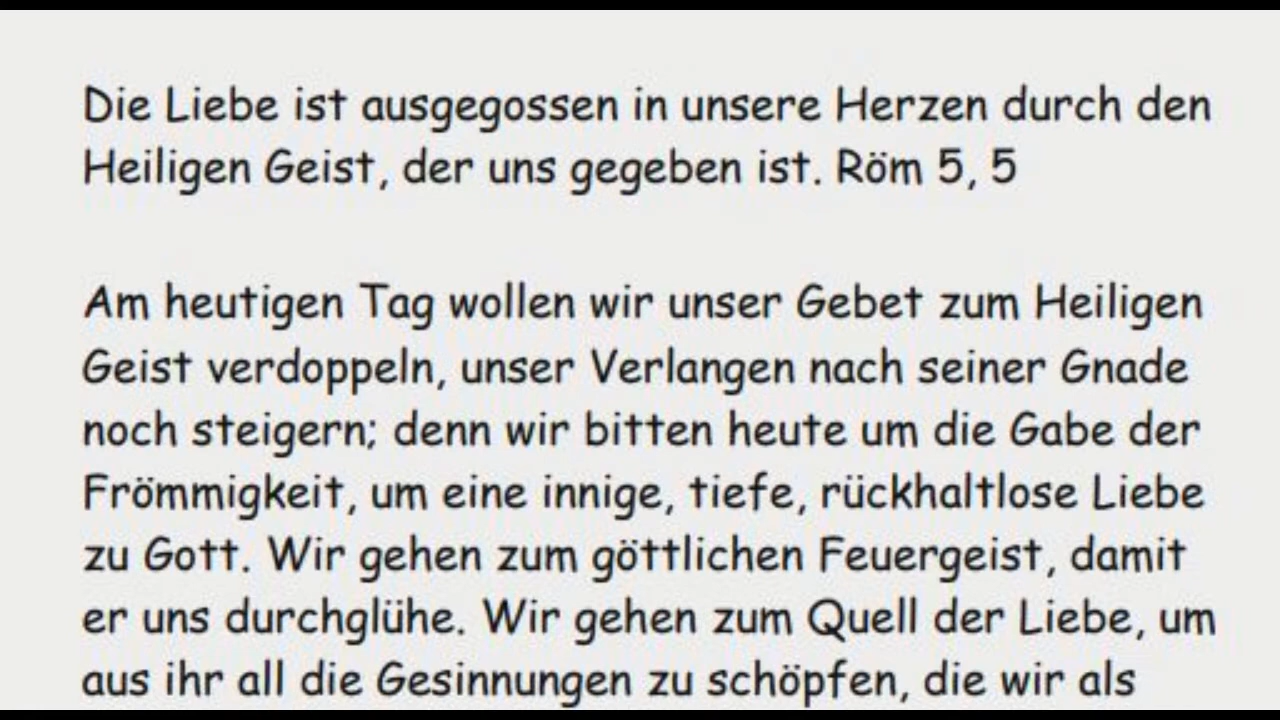 Die Liebe ist ausgegossen in unsere Herzen durch den
Heiligen Geist, der uns gegeben ist. Röm 5, 5
Am heutigen Tag wollen wir unser Gebet zum Heiligen
Geist verdoppeln, unser Verlangen nach seiner Gnade
noch steigern; denn wir bitten heute um die Gabe der
Frömmigkeit, um eine innige, tiefe, rückhaltlose Liebe
zu Gott. Wir gehen zum göttlichen Feuergeist, damit
er uns durchglühe. Wir gehen zum Quell der Liebe, um
aus ihr all die Gesinnungen zu schöpfen, die wir als